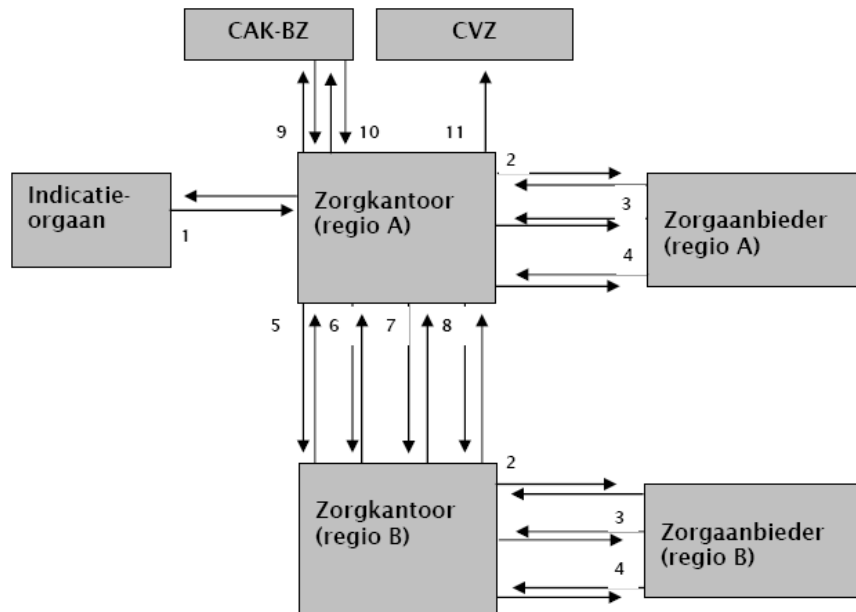 CAK-BZ
CVZ
9
10
11
2
Indicatie-
orgaan
1
Zorgkantoor
(regio A)
3
4
Zorgaanbieder
(regio A)
5
6
7
8
2
Zorgkantoor
(regio B)
3
4
Zorgaanbieder
(regio B)